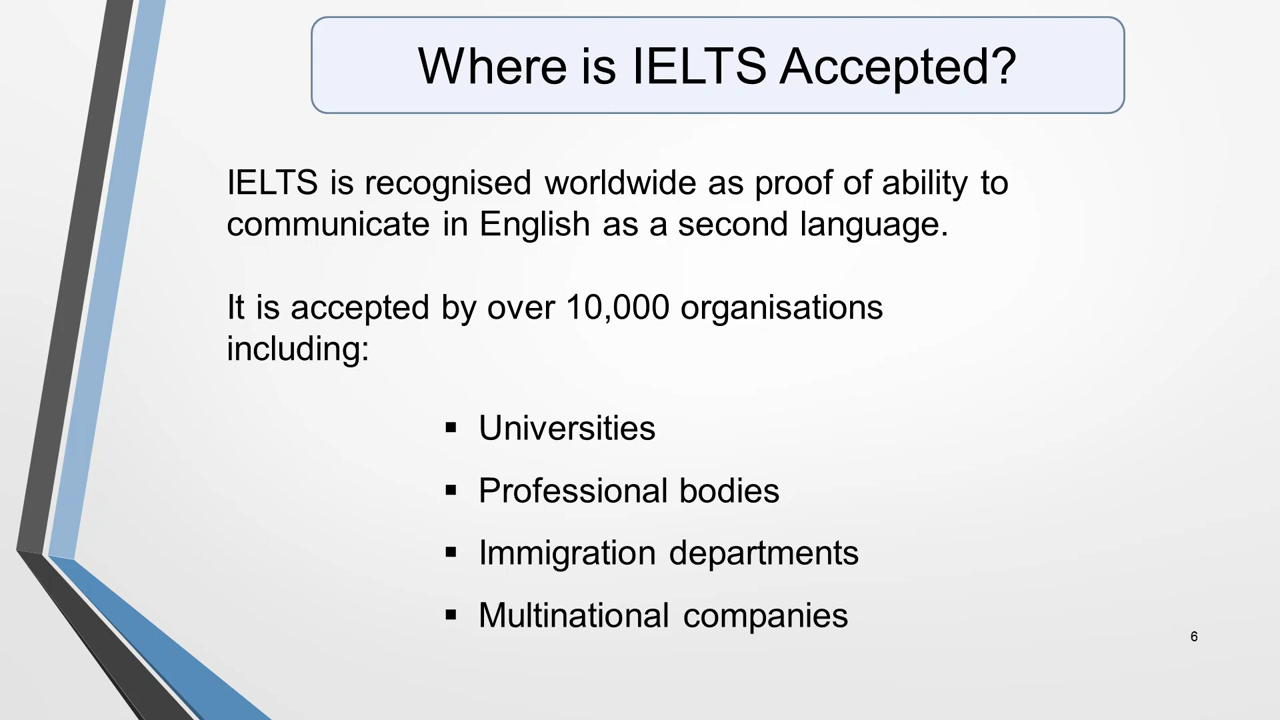 Where is IELTS Accepted?
IELTS is recognised worldwide as proof of ability to
communicate in English as a second language.
It is accepted by over 10,000 organisations
including:
▪ Universities
▪ Professional bodies
▪ Immigration departments
▪ Multinational companies
6